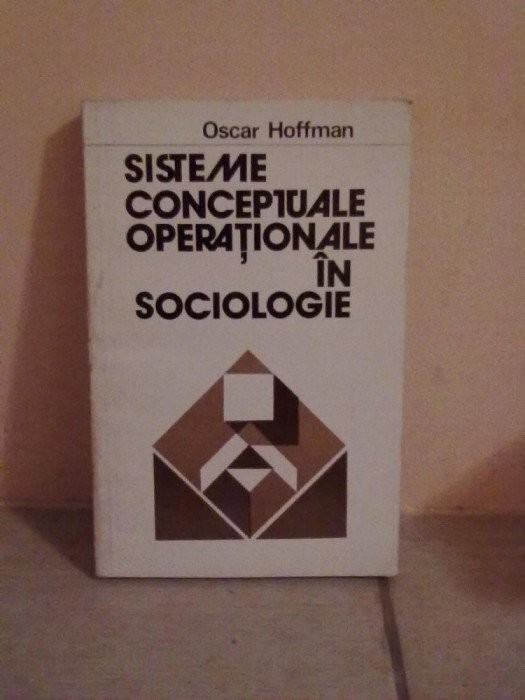 Oscar Hoffman
SISTEME
CONCEPTUALE
OPERAȚIONALE
ÎN
SOCIOLOGIE